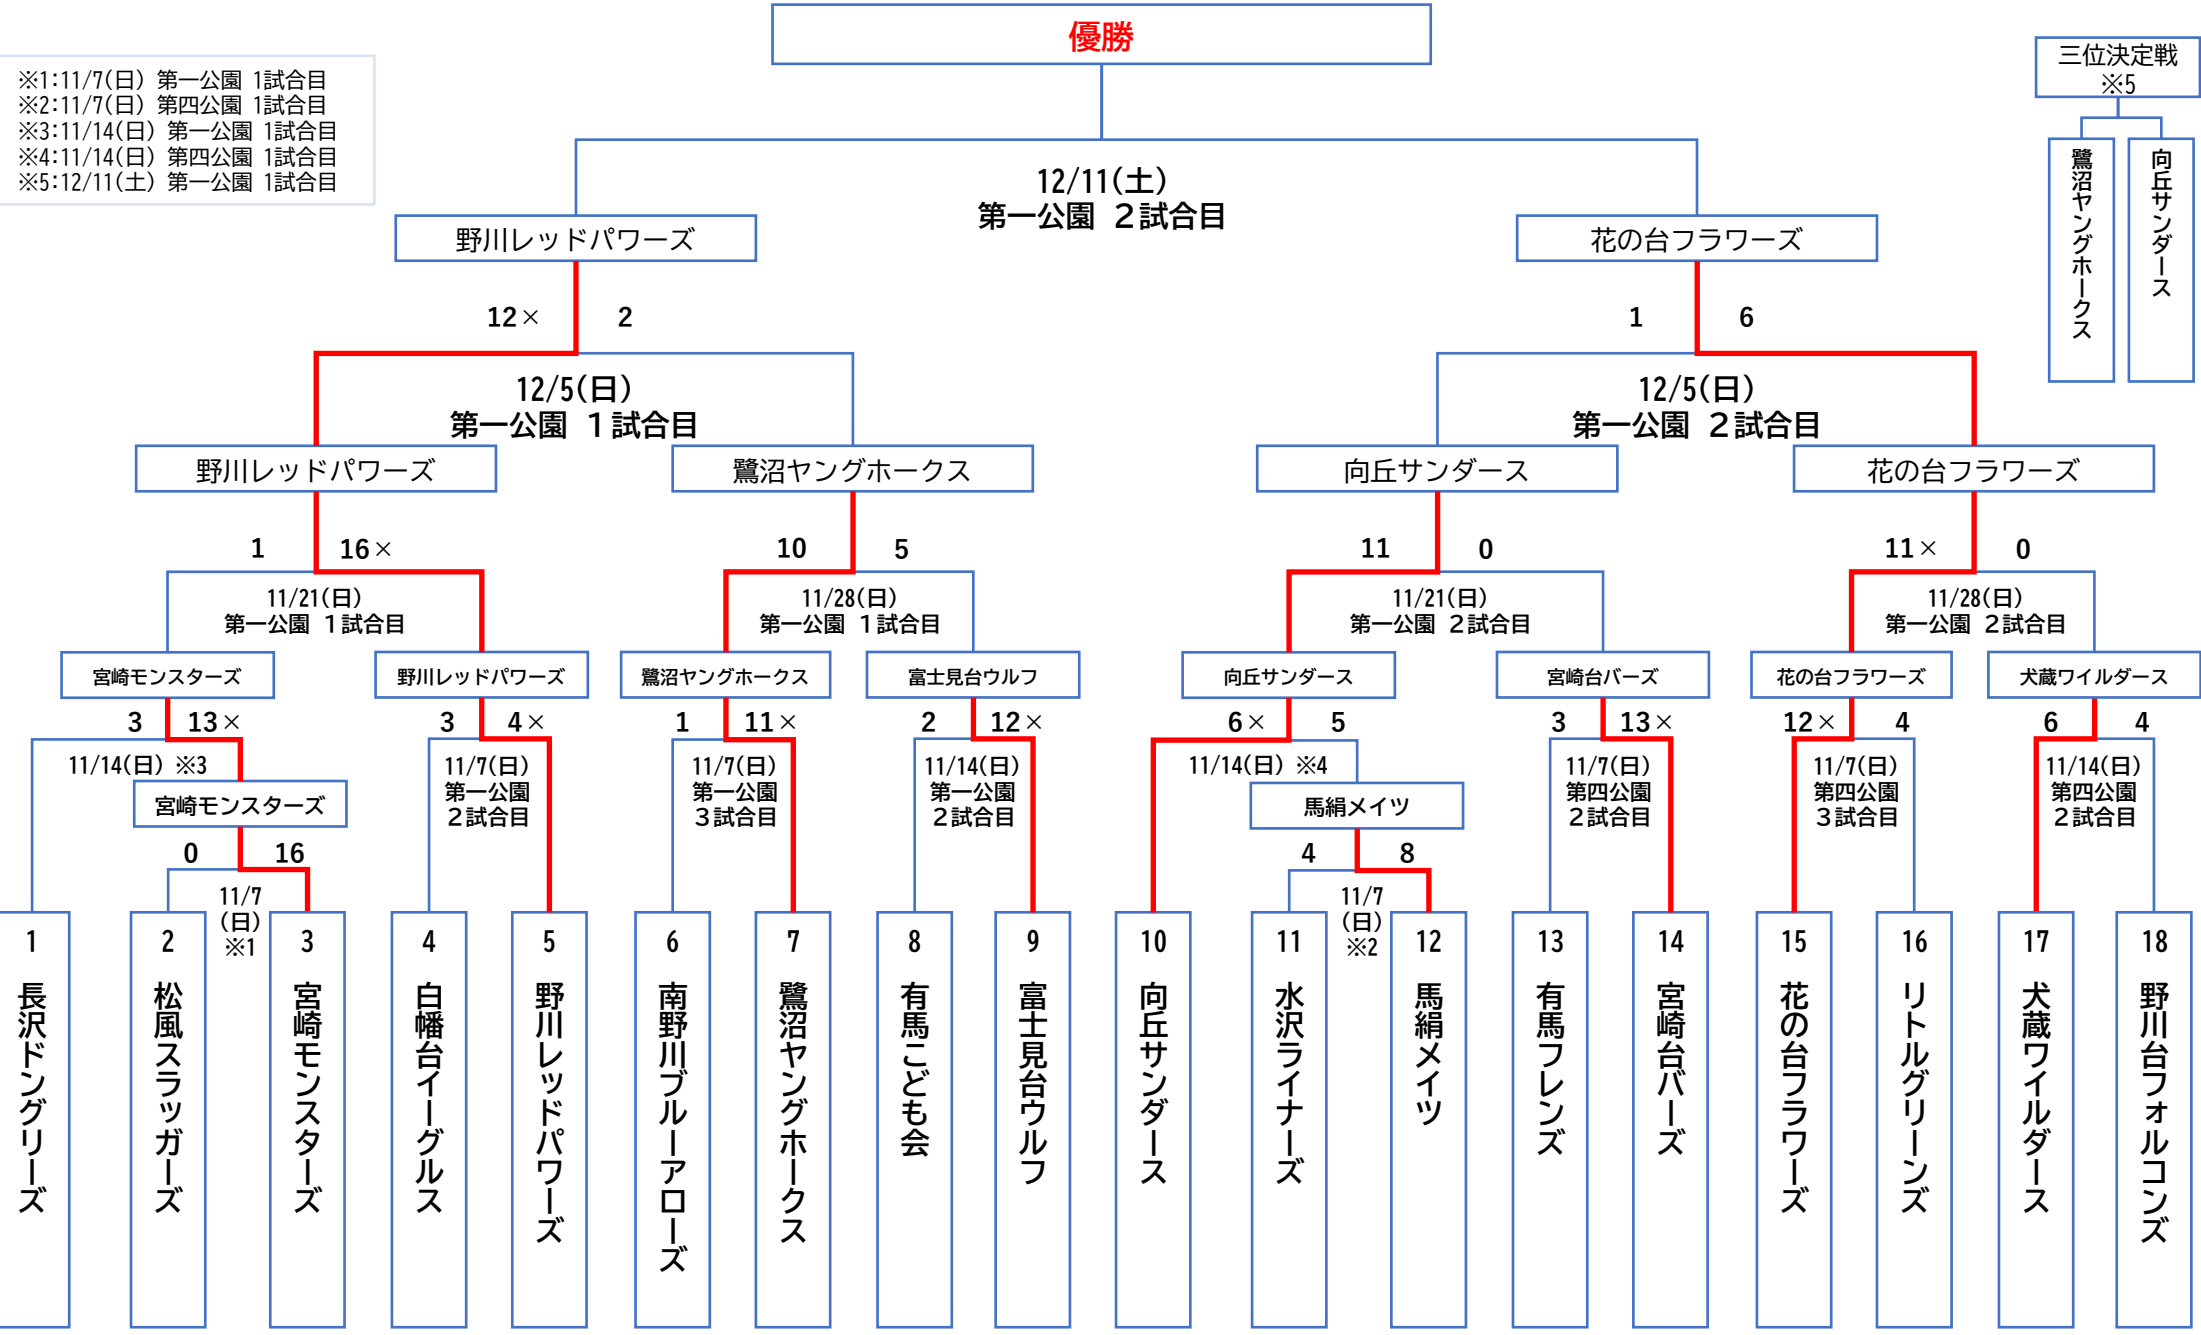 優勝
※1:11/7(日) 第一公園 1試合目
※2:11/7(日) 第四公園 1試合目
※3:11/14(日) 第一公園 1試合目
※4:11/14(日) 第四公園 1試合目
※5:12/11(土) 第一公園 1試合目
三位決定戦
※5
鷺沼ヤングホークス
向丘サンダース
12/11(土)
第一公園 2試合目
野川レッドパワーズ
花の台フラワーズ
12× 2
1 6
12/5(日)
第一公園 1試合目
12/5(日)
第一公園 2試合目
野川レッドパワーズ
鷺沼ヤングホークス
向丘サンダース
花の台フラワーズ
1 16×
10 5
11 0
11× 0
11/21(日)
第一公園 1試合目
11/28(日)
第一公園 1試合目
11/21(日)
第一公園 2試合目
11/28(日)
第一公園 2試合目
宮崎モンスターズ
野川レッドパワーズ
鷺沼ヤングホークス
富士見台ウルフ
向丘サンダース
宮崎台バーズ
花の台フラワーズ
犬蔵ワイルダース
3 13×
3 4×
1 11×
2 12×
6× 5
3 13×
12× 4
6 4
11/14(日) ※3
11/7(日)
第一公園
2試合目
11/7(日)
第一公園
3試合目
11/14(日)
第一公園
2試合目
11/14(日) ※4
11/7(日)
第四公園
2試合目
11/7(日)
第四公園
3試合目
11/14(日)
第四公園
2試合目
宮崎モンスターズ
馬絹メイツ
0 16
4 8
11/7
(日)
※1
11/7
(日)
※2
1 長沢ドングリーズ
2 松風スラッガーズ
3 宮崎モンスターズ
4 白幡台イーグルス
5 野川レッドパワーズ
6 南野川ブルーアローズ
7 鷺沼ヤングホークス
8 有馬こども会
9 富士見台ウルフ
10 向丘サンダース
11 水沢ライナーズ
12 馬絹メイツ
13 有馬フレンズ
14 宮崎台バーズ
15 花の台フラワーズ
16 リトルグリーンズ
17 犬蔵ワイルダース
18 野川台フォルコンズ